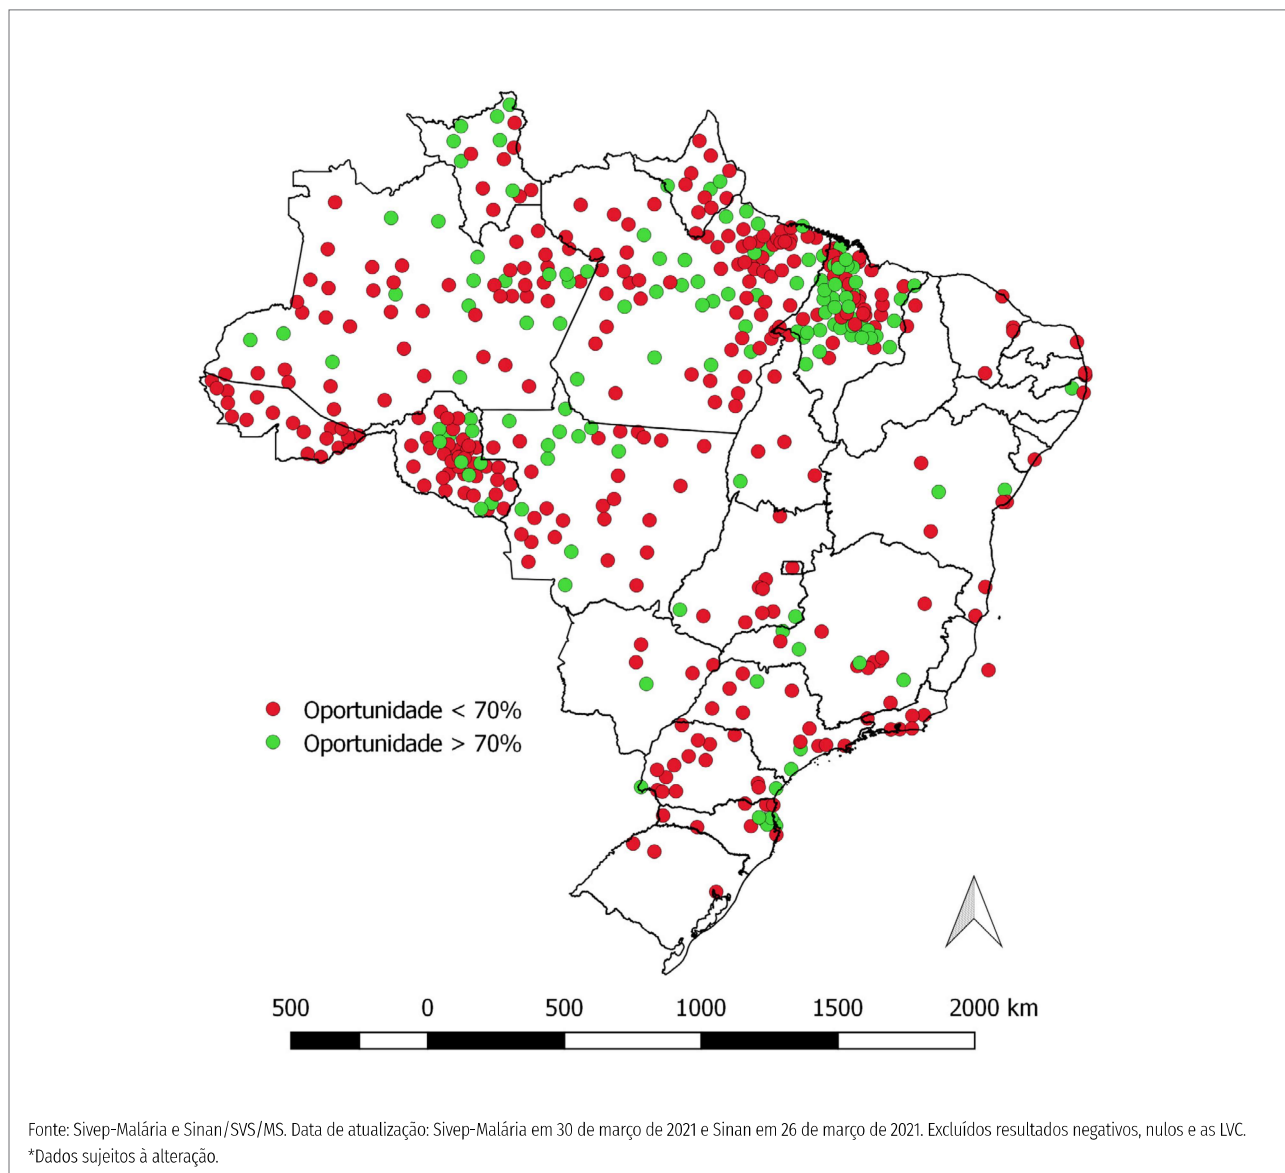 Oportunidade < 70%
Oportunidade > 70%
500 0 500 1000 1500 2000 km
Fonte: Sivep-Malária e Sinan/SVS/MS. Data de atualização: Sivep-Malária em 30 de março de 2021 e Sinan em 26 de março de 2021. Excluídos resultados negativos, nulos e as LVC.
*Dados sujeitos à alteração.